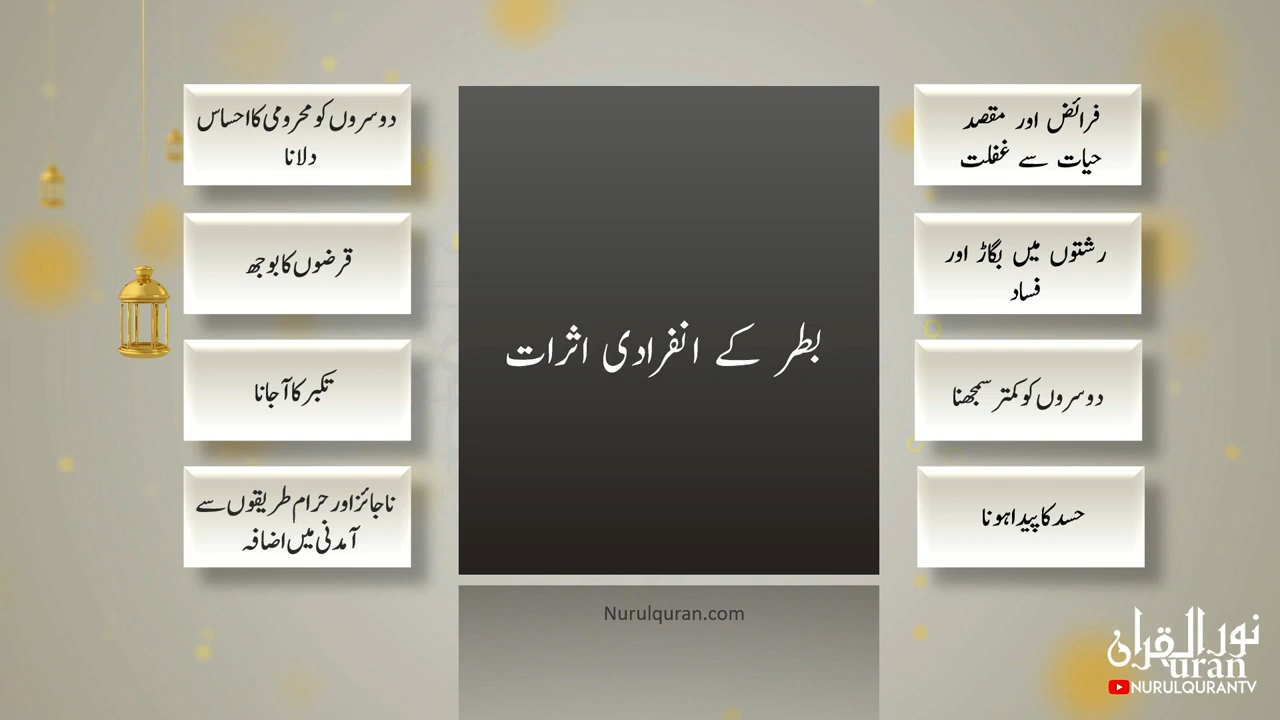 بطر کے انفرادی اثرات
فرائض اور مقصد
حیات سے غفلت
رشتوں میں بگاڑ اور
فساد
دوسروں کو کمتر سمجھنا
حسد کا پیدا ہونا
دوسروں کو محرومی کا احساس
دلانا
قرضوں کا بوجھ
تکبر کا آجانا
ناجائز اور حرام طریقوں سے
آمدنی میں اضافہ
Nurulquran.com
نور القرآن
uran
NURULQURANTV